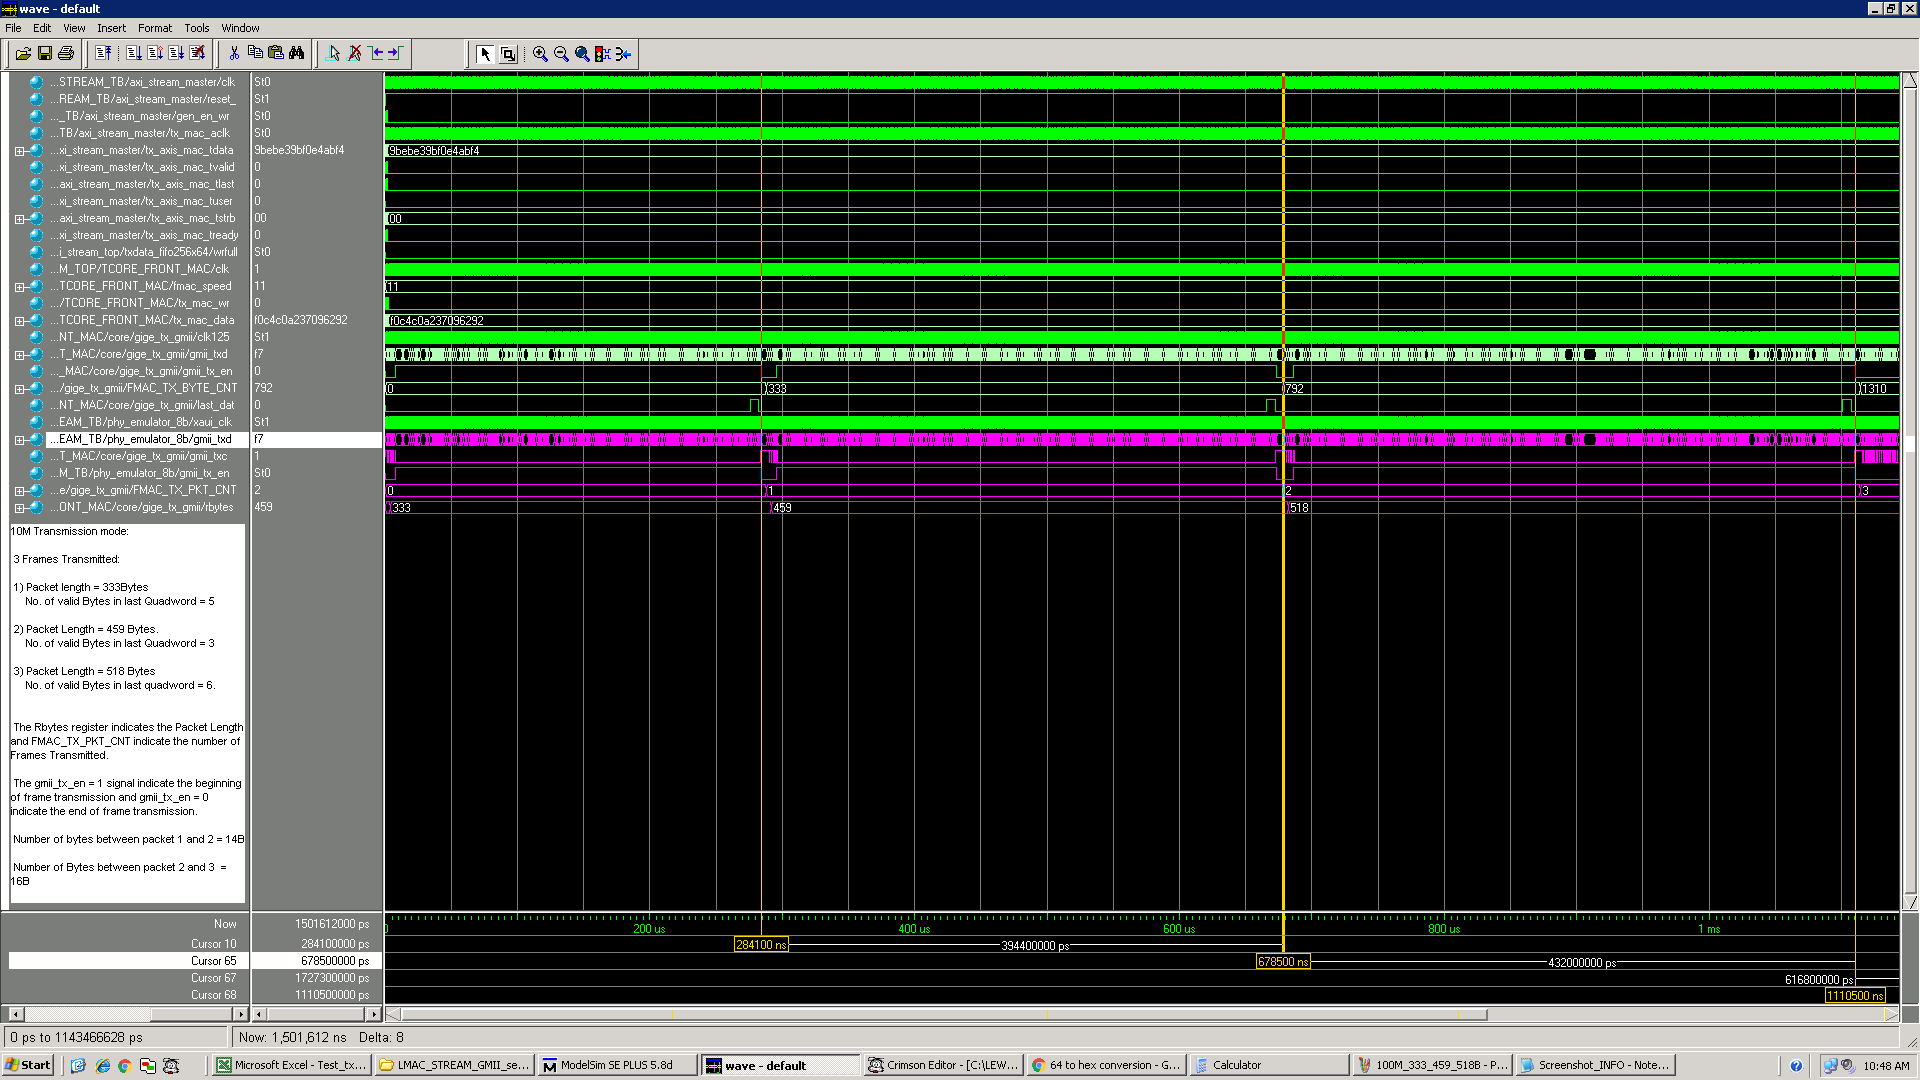 wave - default
File Edit View Insert Format Tools Window
...STREAM_TB/axi_stream_master/clk St0
...REAM_TB/axi_stream_master/reset_ St1
..._TB/axi_stream_master/gen_en_wr St0
...TB/axi_stream_master/tx_mac_aclk St0
...xi_stream_master/tx_axis_mac_tdata 9bebe39bf0e4abf4 9bebe39bf0e4abf4
...xi_stream_master/tx_axis_mac_tvalid 0
...axi_stream_master/tx_axis_mac_tlast 0
...xi_stream_master/tx_axis_mac_tuser 0
...axi_stream_master/tx_axis_mac_tstrb 00 00
...xi_stream_master/tx_axis_mac_tready 0
...i_stream_top/txdata_fifo256x64/wrfull St0
...M_TOP/TCORE_FRONT_MAC/clk 1
...TCORE_FRONT_MAC/fmac_speed 11 11
.../TCORE_FRONT_MAC/tx_mac_wr 0
...TCORE_FRONT_MAC/tx_mac_data f0c4c0a237096292 f0c4c0a237096292
...NT_MAC/core/gige_tx_gmii/clk125 St1
...T_MAC/core/gige_tx_gmii/gmii_txd f7
..._MAC/core/gige_tx_gmii/gmii_tx_en 0
.../gige_tx_gmii/FMAC_TX_BYTE_CNT 792 0 333 792 1310
...NT_MAC/core/gige_tx_gmii/last_dat 0
...EAM_TB/phy_emulator_8b/xaui_clk St1
...EAM_TB/phy_emulator_8b/gmii_txd f7
...T_MAC/core/gige_tx_gmii/gmii_txc 1
...M_TB/phy_emulator_8b/gmii_tx_en St0
...e/gige_tx_gmii/FMAC_TX_PKT_CNT 2 0 1 2 3
...ONT_MAC/core/gige_tx_gmii/rbytes 459 333 459 518
10M Transmission mode:
3 Frames Transmitted:
1) Packet length = 333Bytes
No. of valid Bytes in last Quadword = 5
2) Packet Length = 459 Bytes.
No. of valid Bytes in last Quadword = 3
3) Packet Length = 518 Bytes
No. of valid Bytes in last quadword = 6.
The Rbytes register indicates the Packet Length
and FMAC_TX_PKT_CNT indicate the number of
Frames Transmitted.
The gmii_tx_en = 1 signal indicate the beginning
of frame transmission and gmii_tx_en = 0
indicate the end of frame transmission.
Number of bytes between packet 1 and 2 = 14B
Number of Bytes between packet 2 and 3 =
16B
Now 1501612000 ps 0 200 us 400 us 600 us 800 us 1 ms
Cursor 10 284100000 ps 284100 ns 394400000 ps
Cursor 65 678500000 ps 678500 ns 432000000 ps
Cursor 67 1727300000 ps 616800000 ps
Cursor 68 1110500000 ps 1110500 ns
0 ps to 1143466628 ps Now: 1,501,612 ns Delta: 8
Start Microsoft Excel - Test_tx... LMAC_STREAM_GMII_se... ModelSim SE PLUS 5.8d wave - default Crimson Editor - [C:\LEW... 64 to hex conversion - G... Calculator 100M_333_459_518B - P... Screenshot_INFO - Note... 10:48 AM